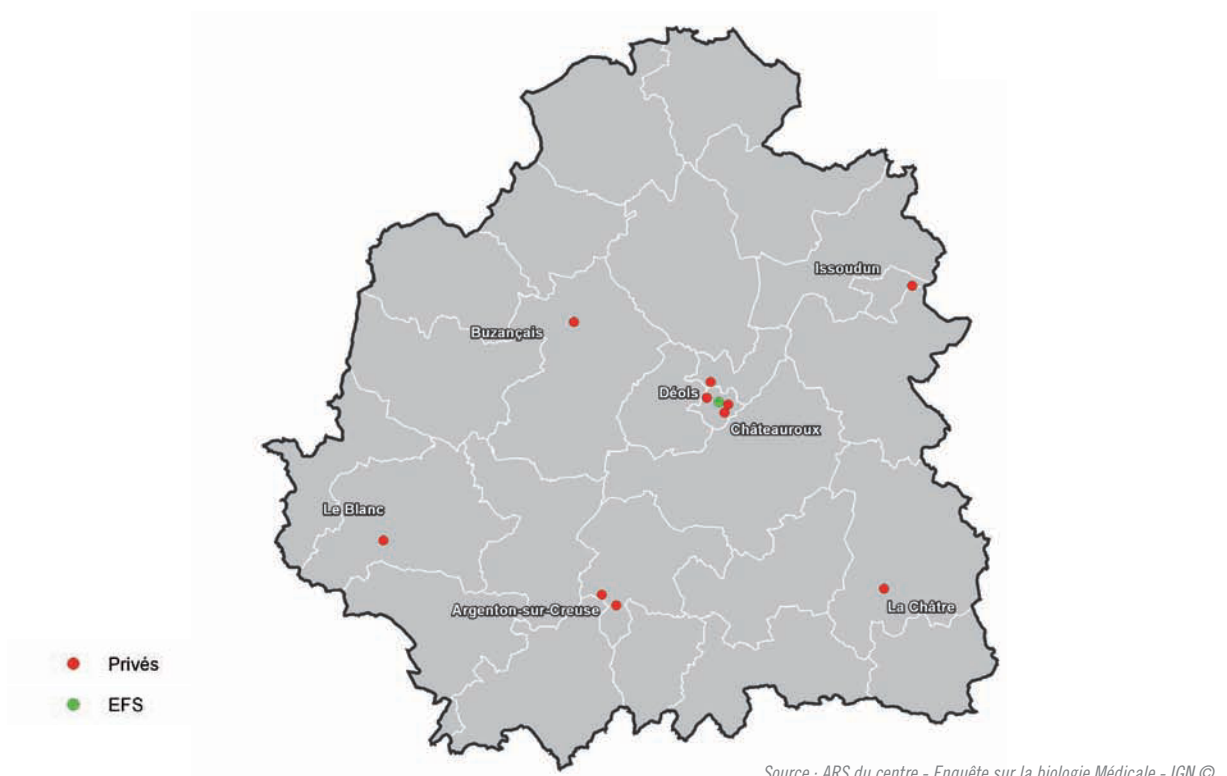 Issoudun
Buzançais
Déols
Châteauroux
Le Blanc
Argenton-sur-Creuse
La Châtre
Privés
EFS
Source : ARS du centre - Enquête sur la biologie Médicale - IGN ©